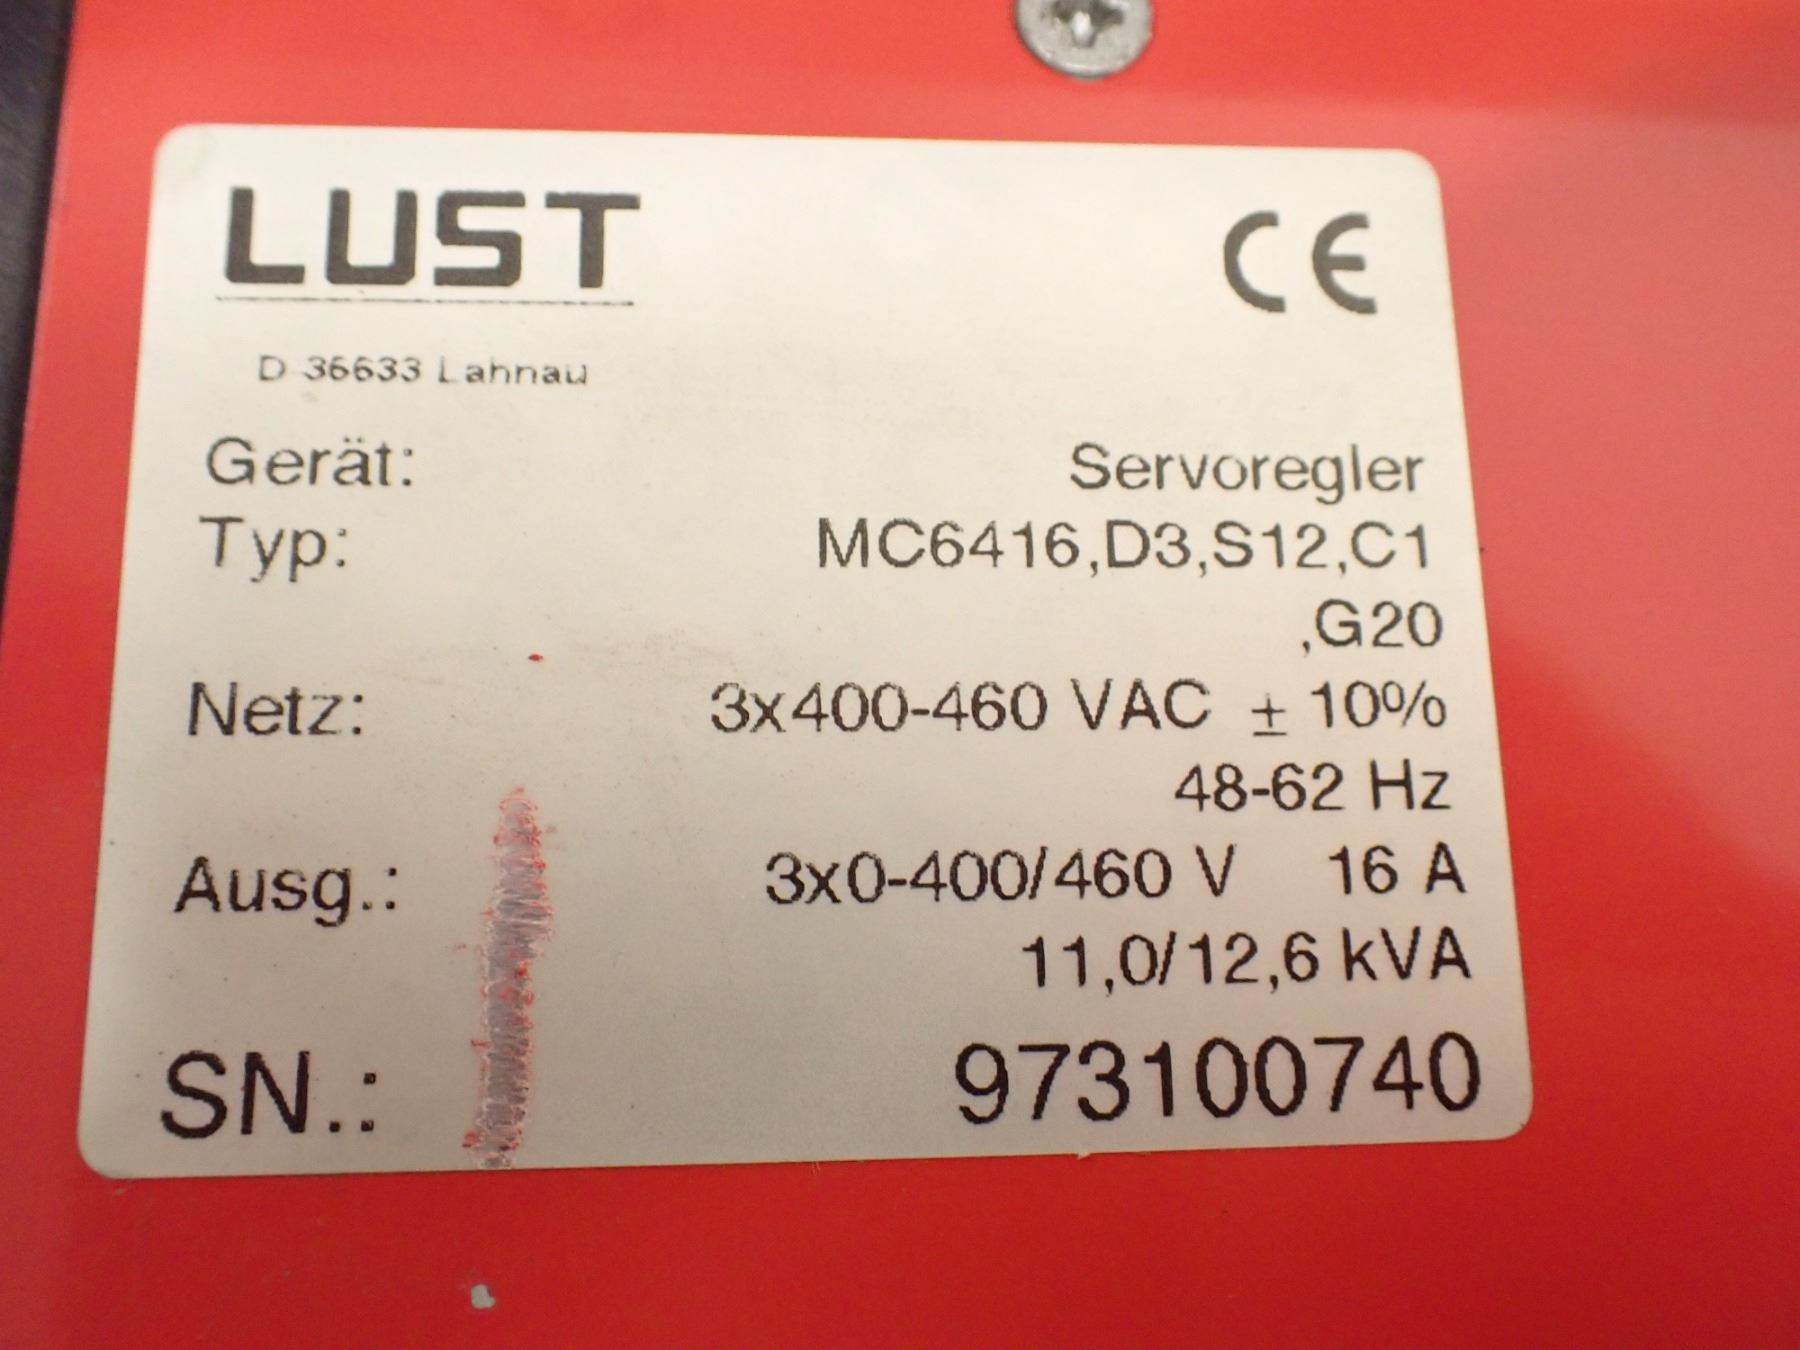 LUST
CE
D 35633 Lahnau
Gerät: Servoregler
Typ: MC6416,D3,S12,C1
,G20
Netz: 3x400-460 VAC ± 10%
48-62 Hz
Ausg.: 3x0-400/460 V 16 A
11,0/12,6 kVA
SN.: 973100740